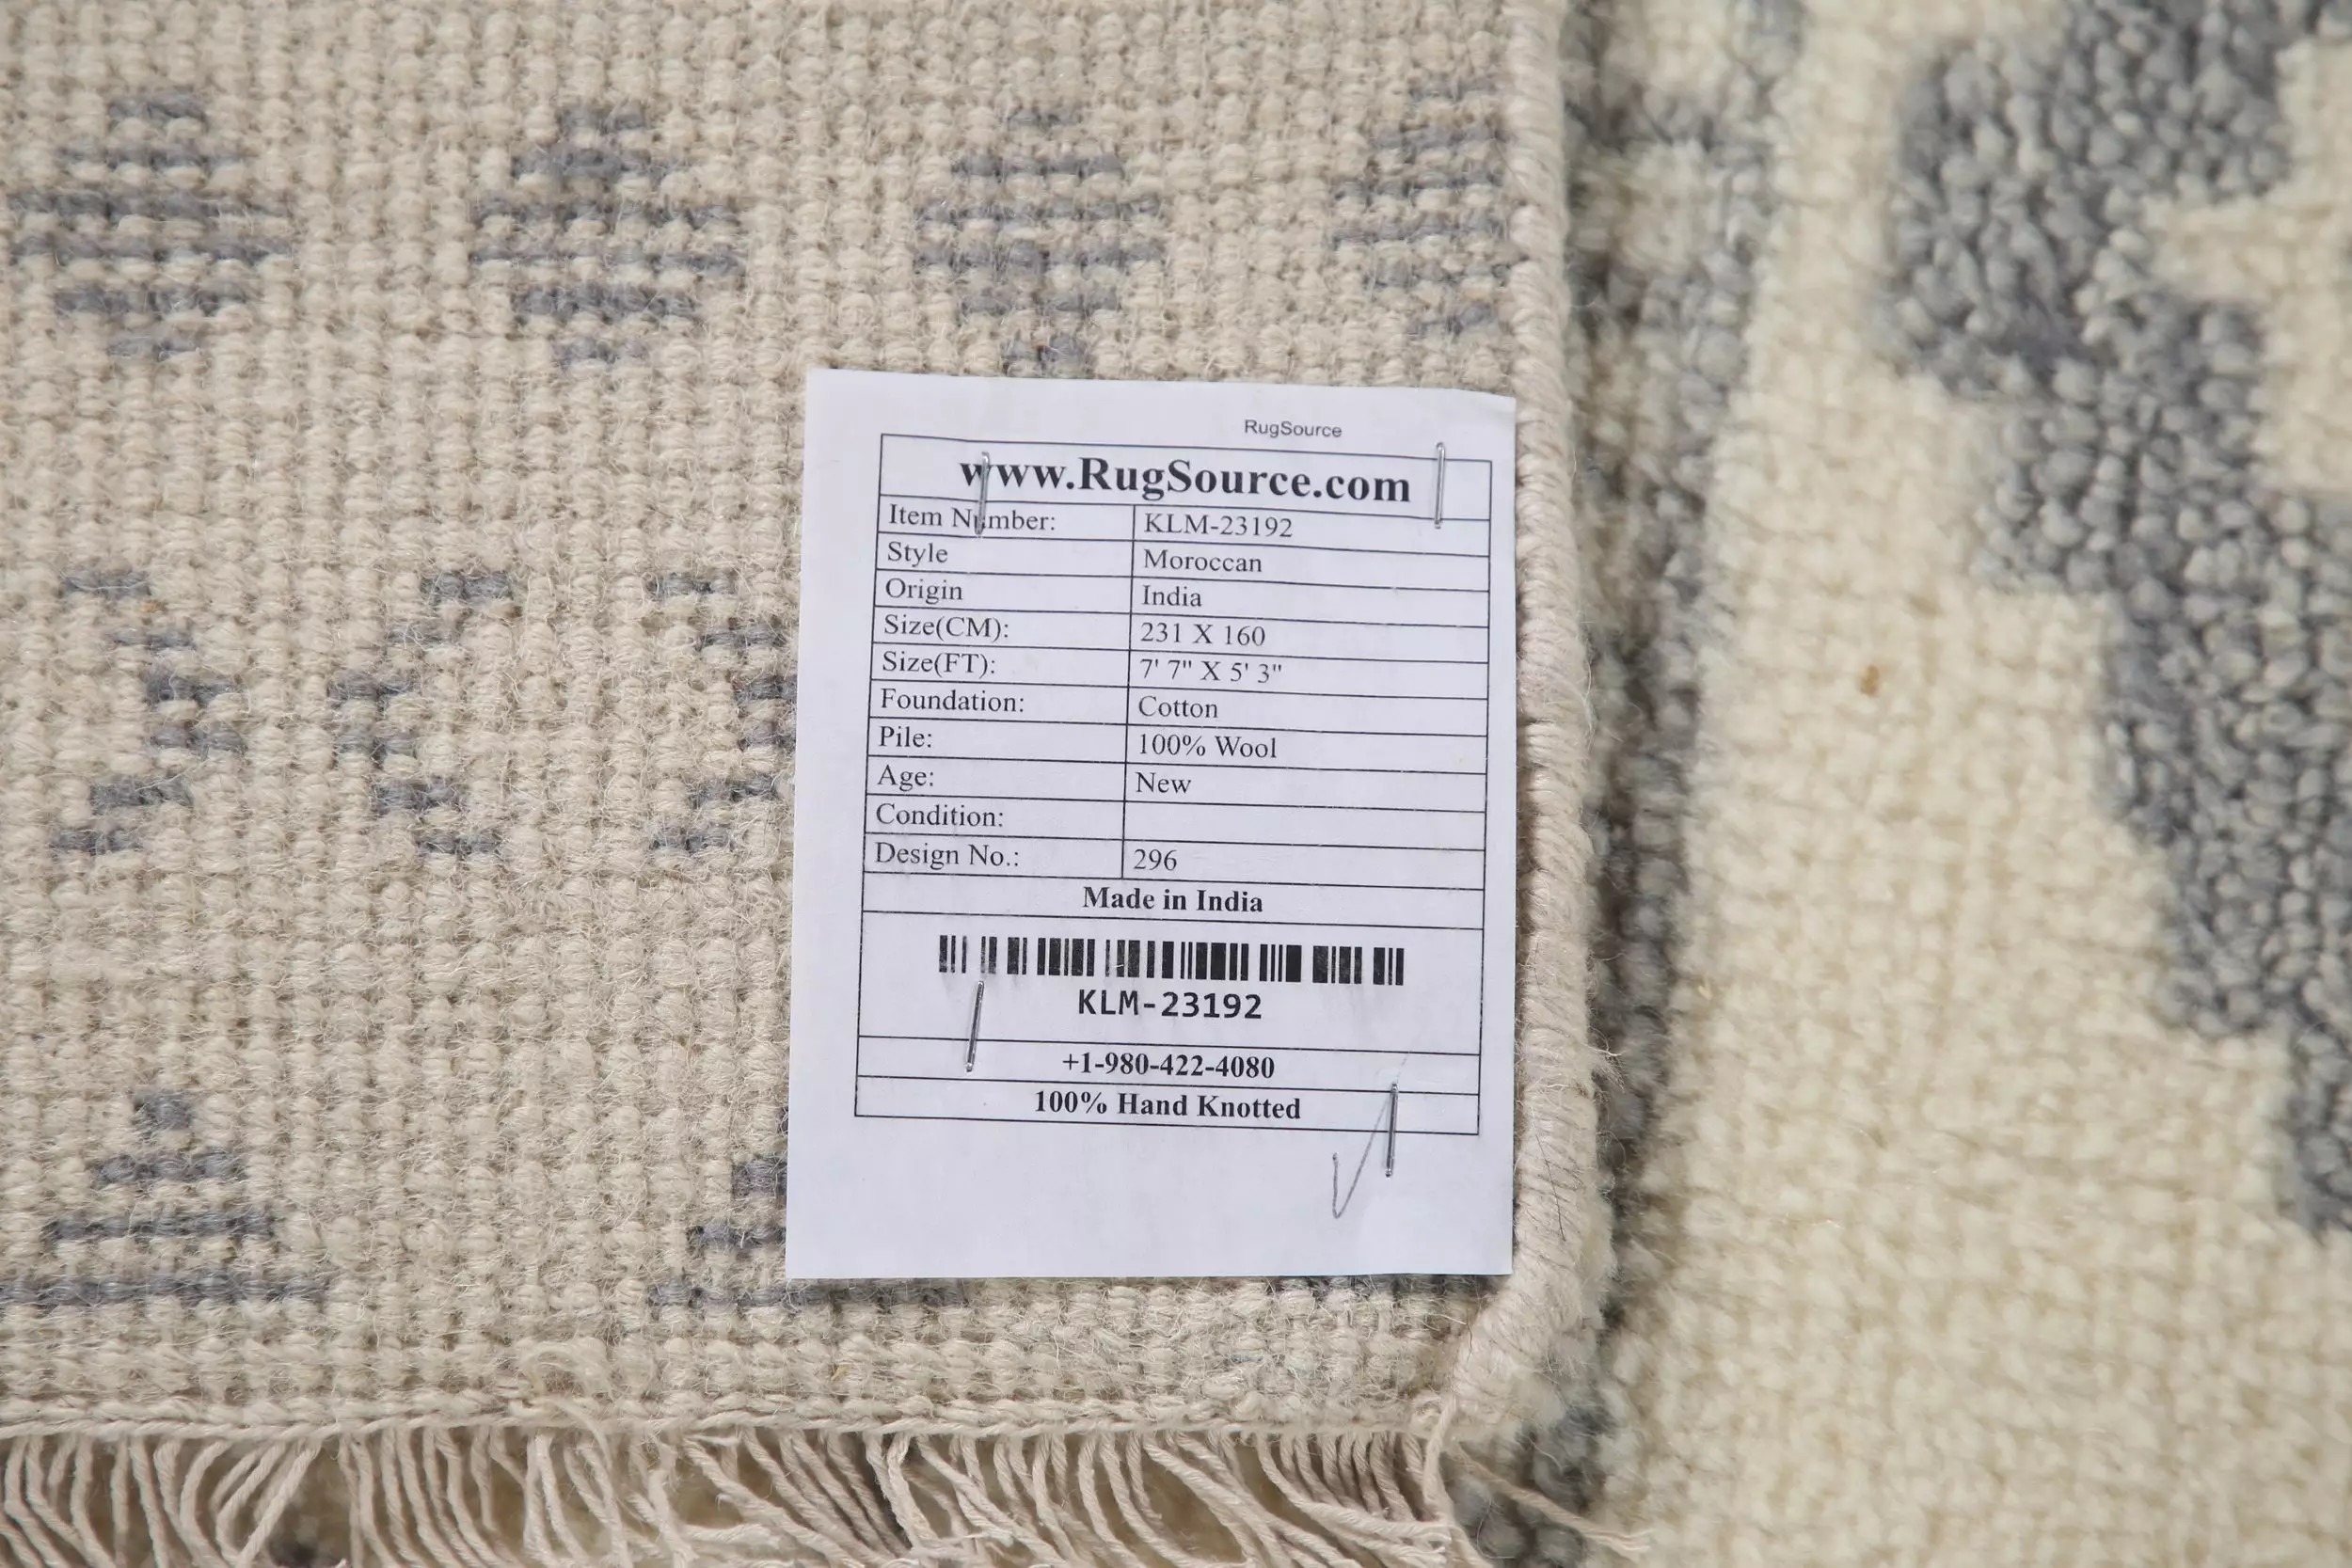 RugSource
www.RugSource.com
Item Number: KLM-23192
Style Moroccan
Origin India
Size(CM): 231 X 160
Size(FT): 7' 7" X 5' 3"
Foundation: Cotton
Pile: 100% Wool
Age: New
Condition:
Design No.: 296
Made in India
KLM-23192
+1-980-422-4080
100% Hand Knotted